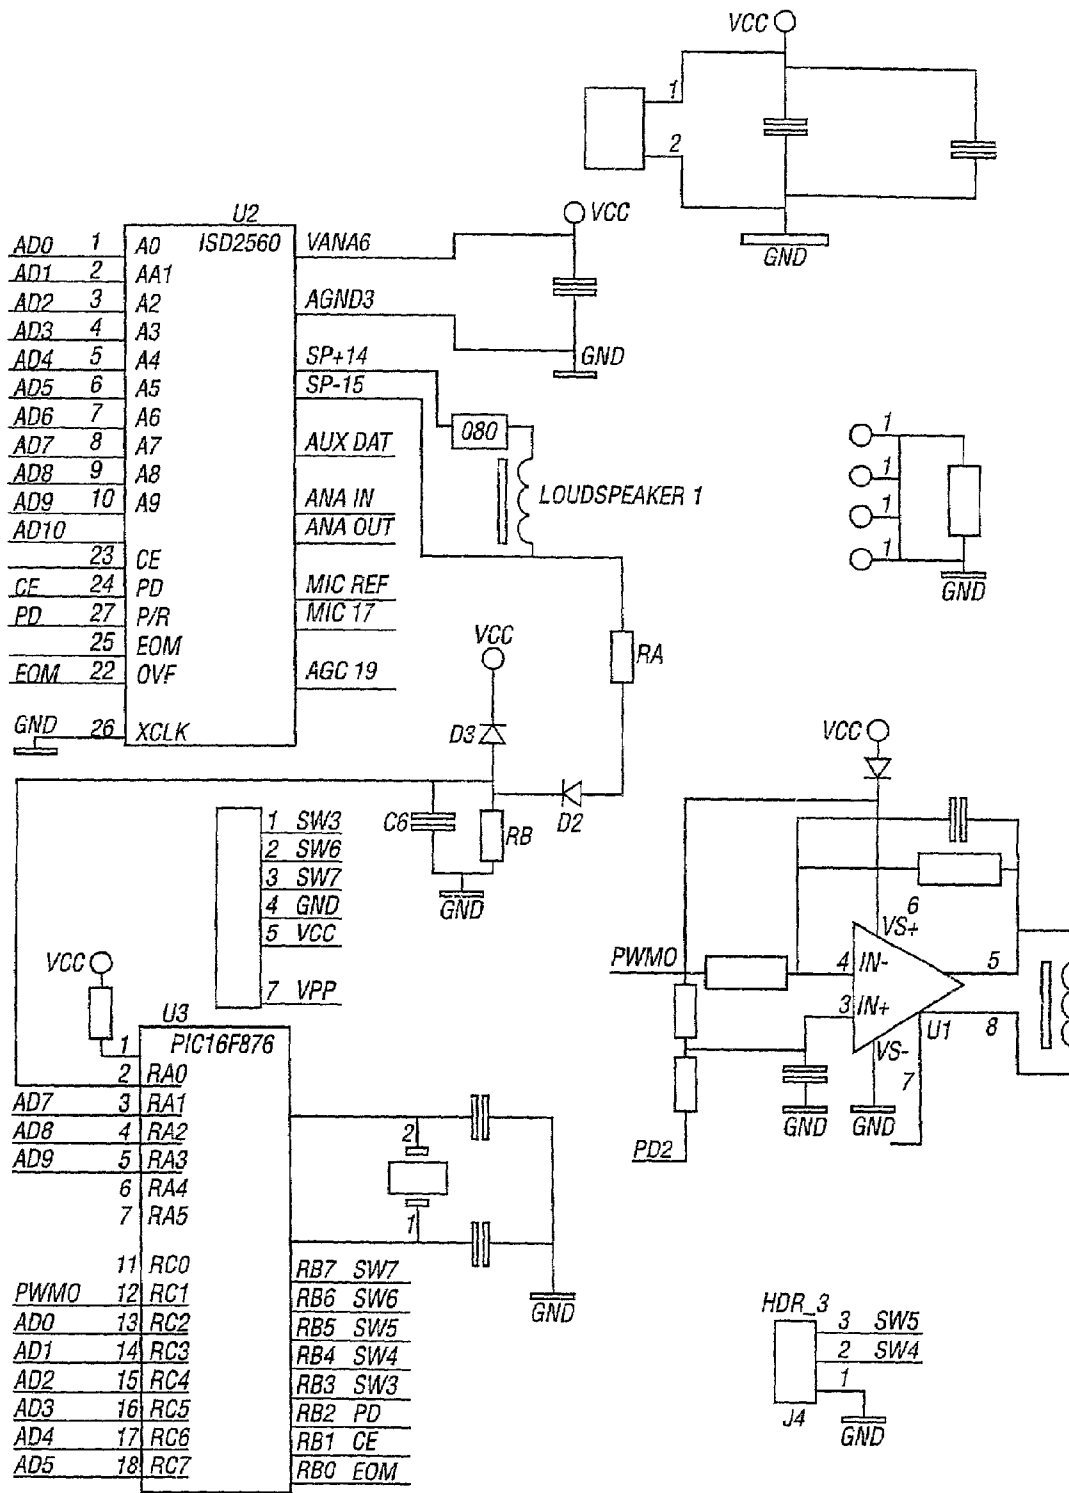 VCC
1
2
GND
U2
ISD2560
AD0 1 A0
AD1 2 AA1
AD2 3 A2
AD3 4 A3
AD4 5 A4
AD5 6 A5
AD6 7 A6
AD7 8 A7
AD8 9 A8
AD9 10 A9
AD10
23 CE
CE 24 PD
PD 27 P/R
25 EOM
EOM 22 OVF
GND 26 XCLK
VANA6
AGND3
SP+14
SP-15
AUX DAT
ANA IN
ANA OUT
MIC REF
MIC 17
AGC 19
VCC
GND
080
LOUDSPEAKER 1
1
1
1
1
GND
RA
VCC
D3
D2
C6
RB
GND
1 SW3
2 SW6
3 SW7
4 GND
5 VCC
7 VPP
VCC
6
VS+
PWMO
4 IN-
3 IN+
5
U1
8
VS-
7
GND
GND
PD2
VCC
U3
PIC16F876
1
2 RA0
AD7 3 RA1
AD8 4 RA2
AD9 5 RA3
6 RA4
7 RA5
11 RC0
PWMO 12 RC1
AD0 13 RC2
AD1 14 RC3
AD2 15 RC4
AD3 16 RC5
AD4 17 RC6
AD5 18 RC7
2
1
GND
RB7 SW7
RB6 SW6
RB5 SW5
RB4 SW4
RB3 SW3
RB2 PD
RB1 CE
RB0 EOM
HDR_3
3 SW5
2 SW4
1
J4
GND